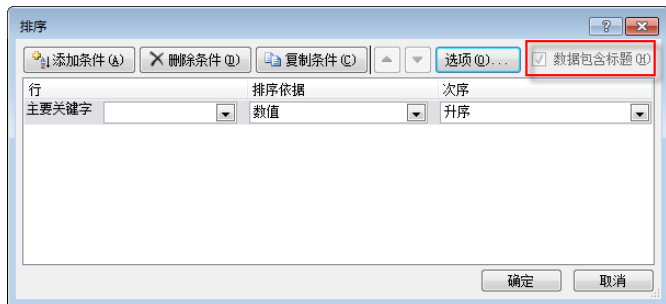 排序
添加条件(A) 删除条件(D) 复制条件(C) 选项(O)... 数据包含标题(H)
行 排序依据 次序
主要关键字 数值 升序
确定 取消